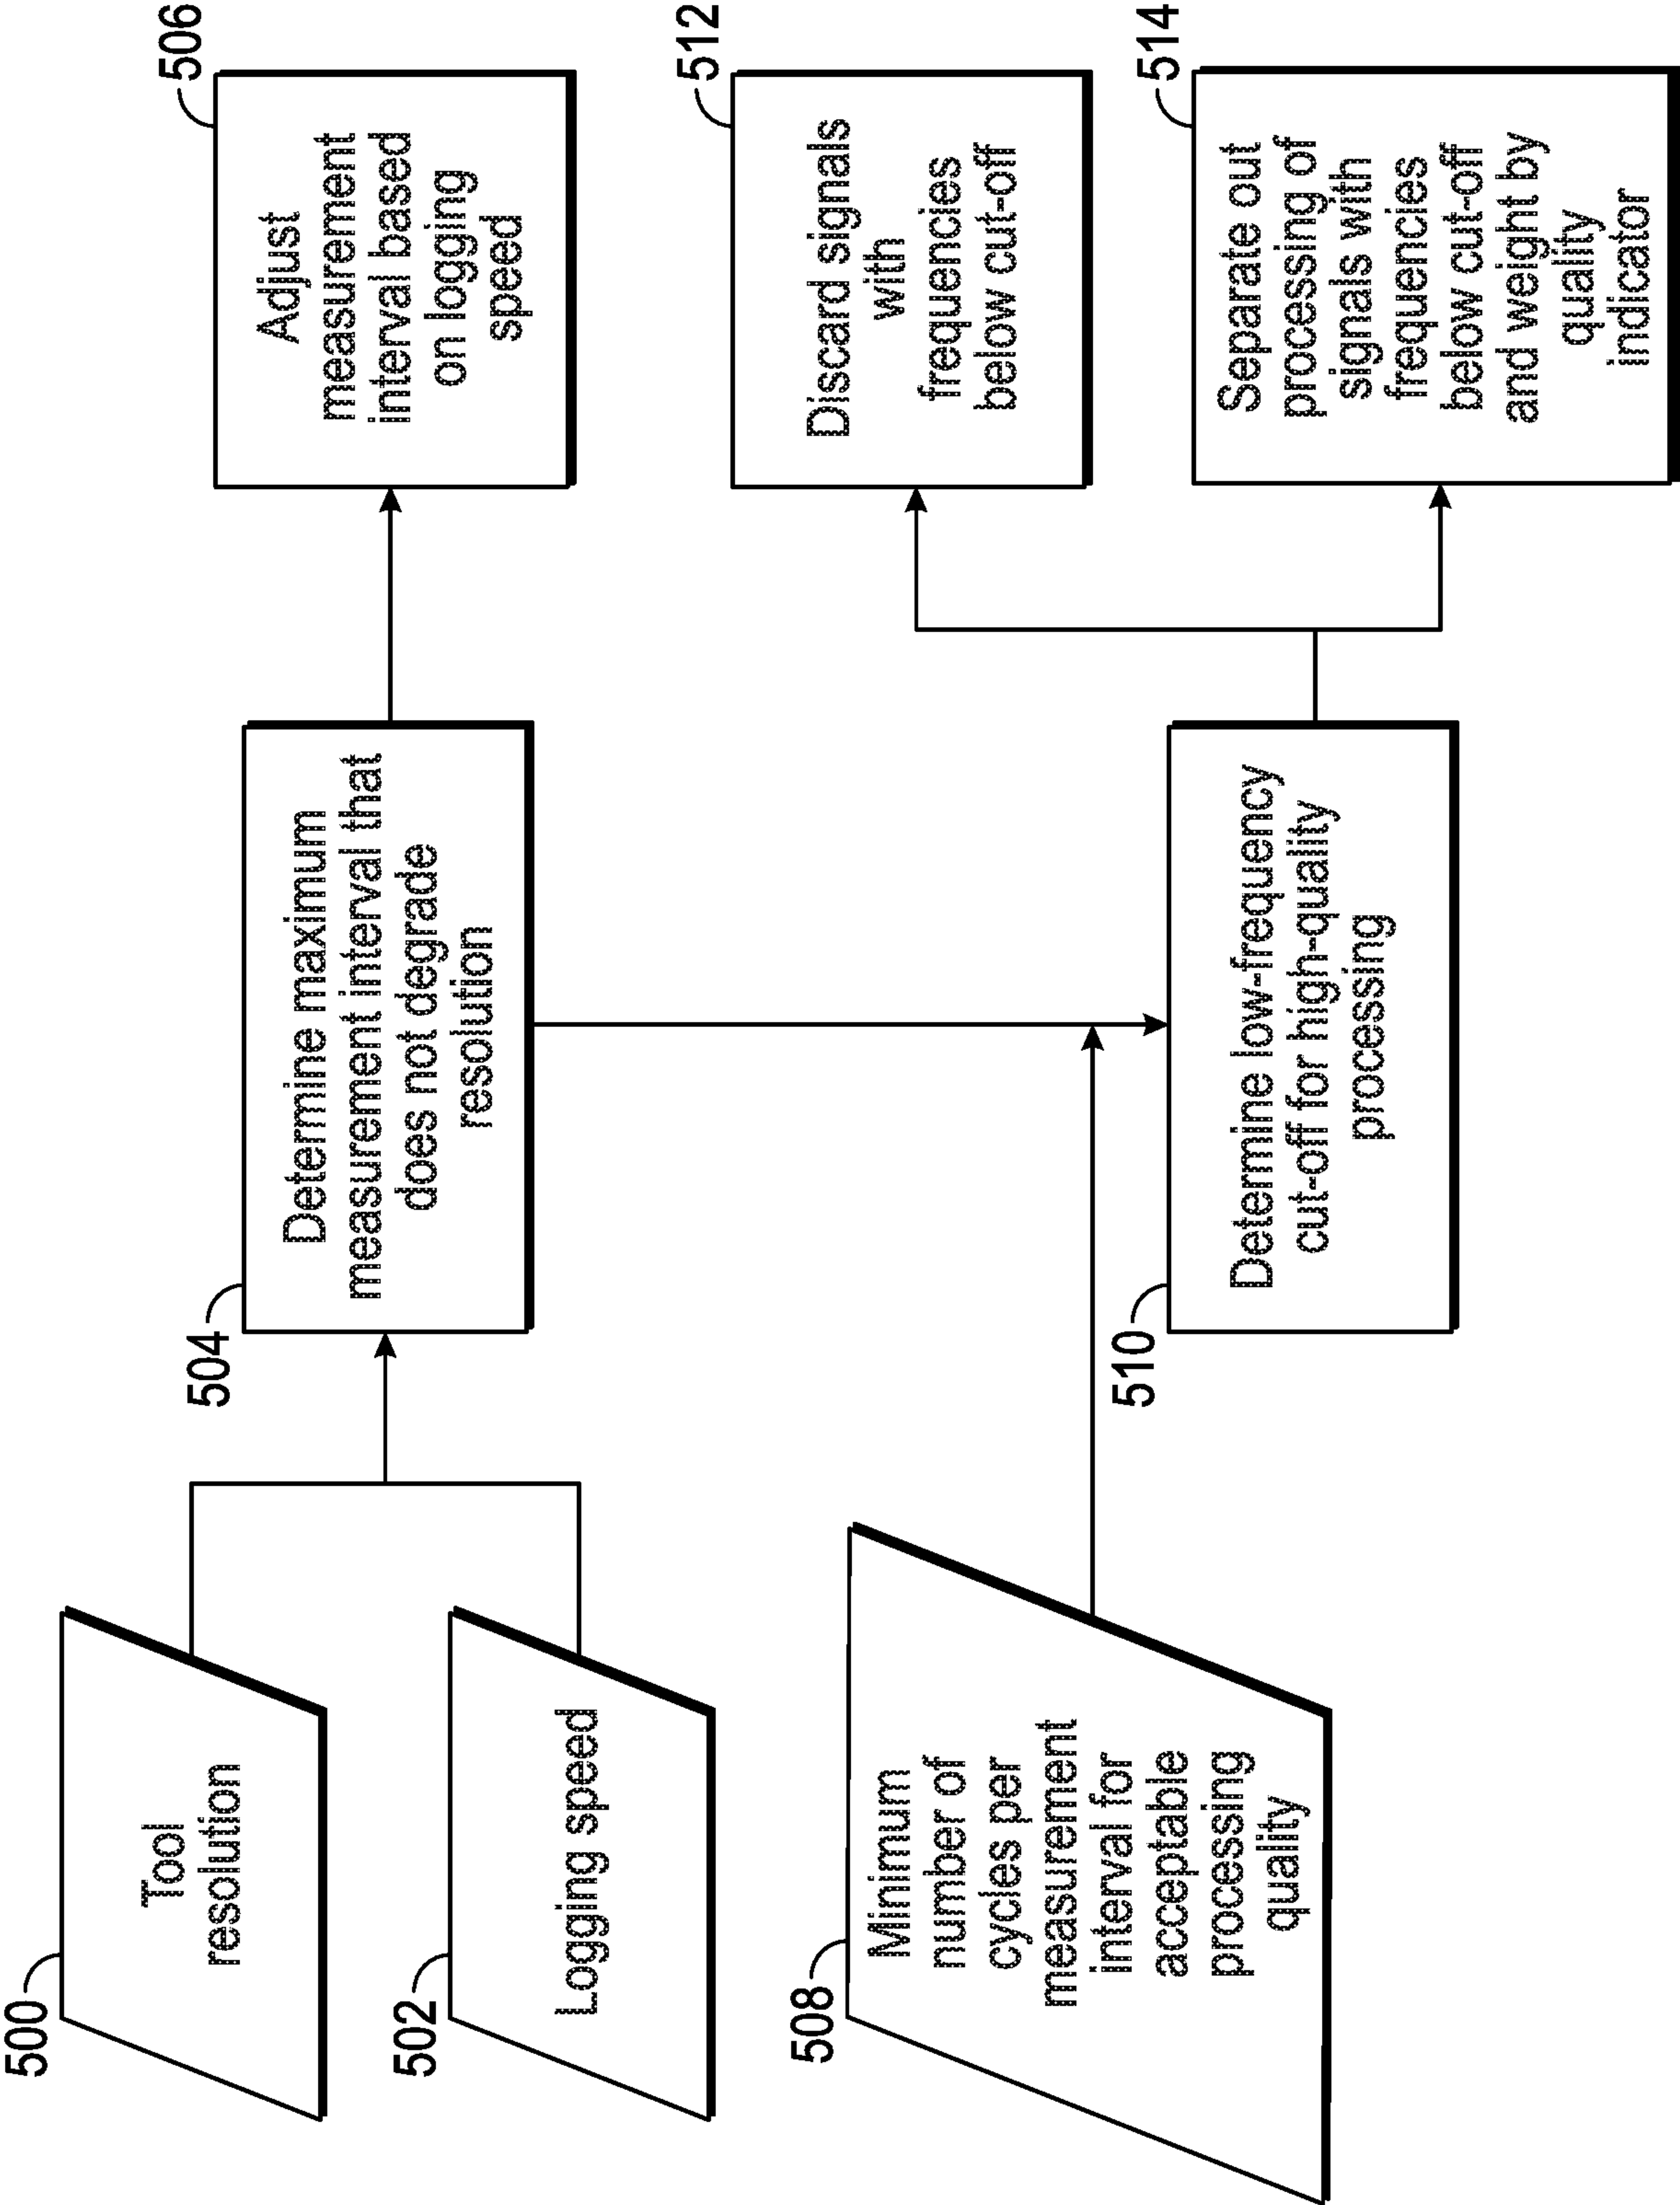 500
Tool
resolution
502
Logging speed
504
Determine maximum
measurement interval that
does not degrade
resolution
506
Adjust
measurement
interval based
on logging
speed
508
Minimum
number of
cycles per
measurement
interval for
acceptable
processing
quality
510
Determine low-frequency
cut-off for high-quality
processing
512
Discard signals
with
frequencies
below cut-off
514
Separate out
processing of
signals with
frequencies
below cut-off
and weight by
quality
indicator